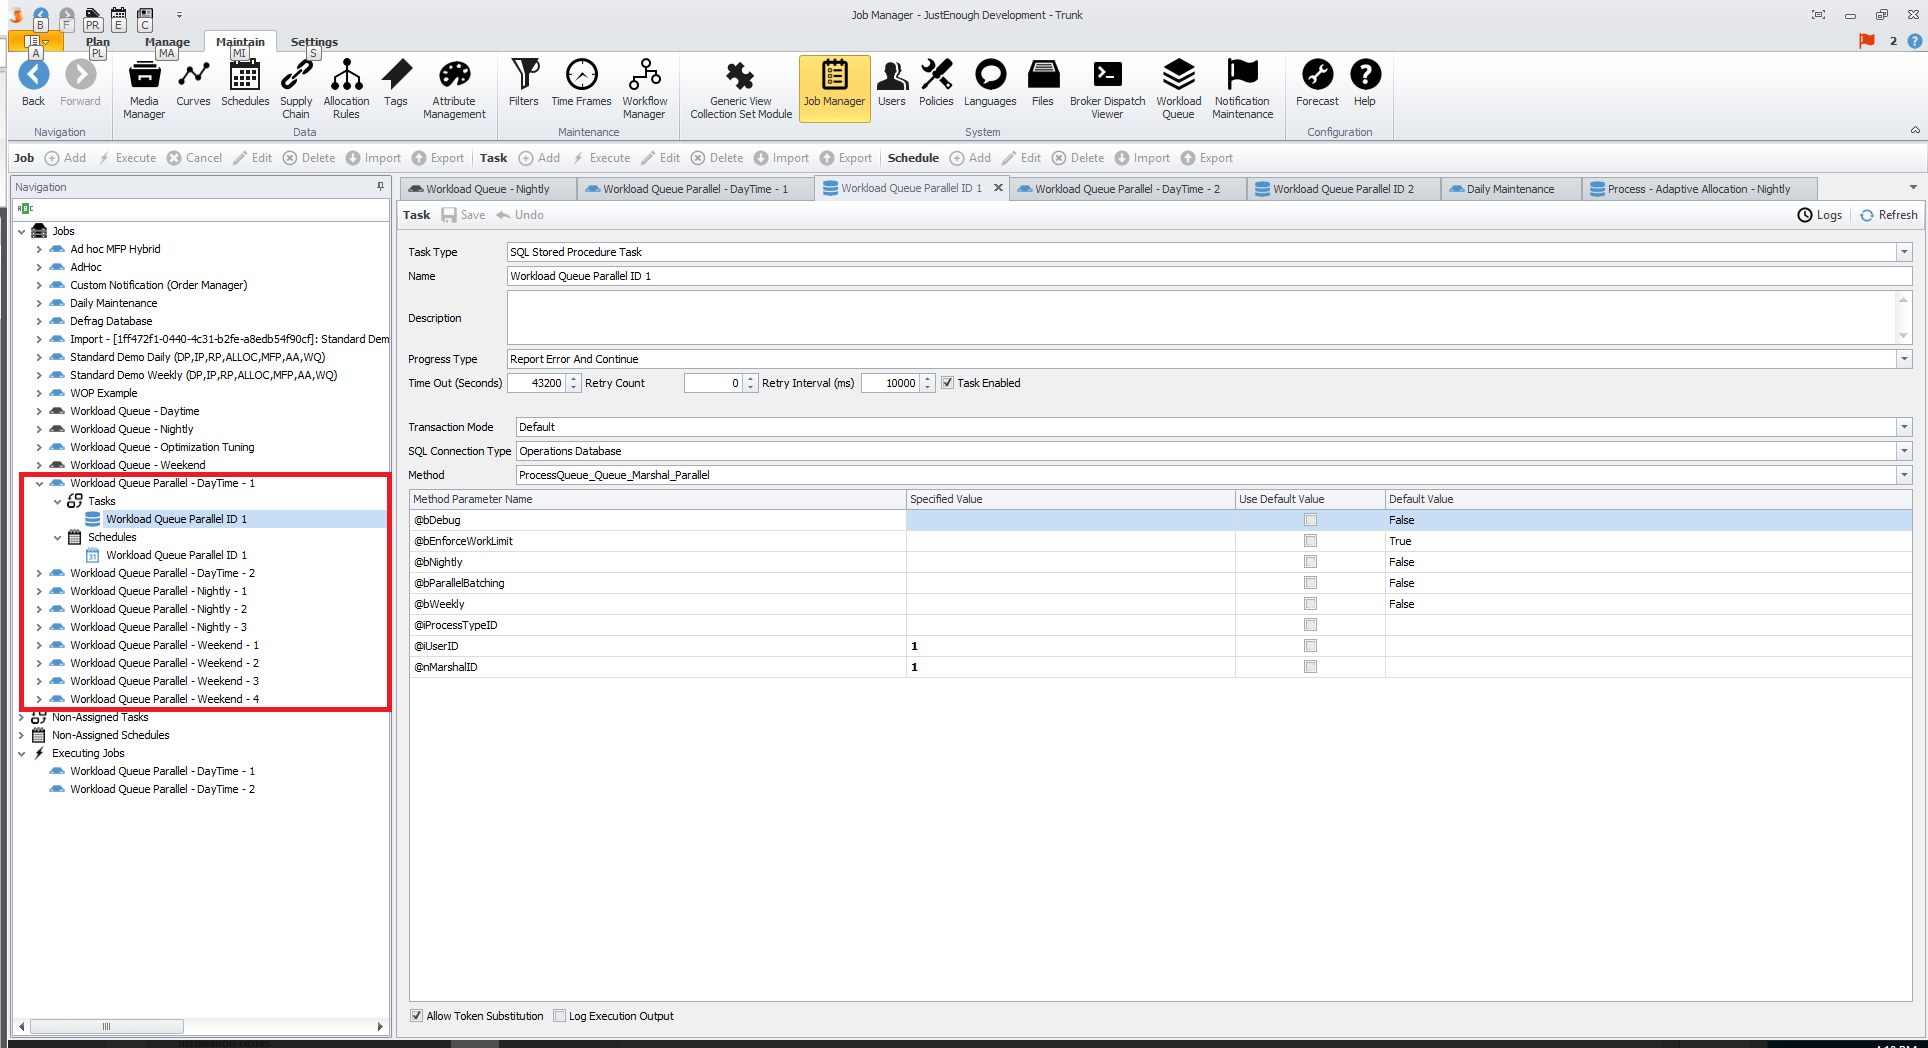 Job Manager - JustEnough Development - Trunk
B F PR E C
Plan Manage Maintain Settings
A PL MA MI S
2
Back Forward
Media Manager Curves Schedules Supply Chain Allocation Rules Tags Attribute Management
Filters Time Frames Workflow Manager
Generic View Collection Set Module Job Manager Users Policies Languages Files Broker Dispatch Viewer Workload Queue Notification Maintenance
Forecast Help
Navigation Data Maintenance System Configuration
Job Add Execute Cancel Edit Delete Import Export Task Add Execute Edit Delete Import Export Schedule Add Edit Delete Import Export
Navigation
Jobs
Ad hoc MFP Hybrid
AdHoc
Custom Notification (Order Manager)
Daily Maintenance
Defrag Database
Import - [1ff472f1-0440-4c31-b2fe-a8edb54f90cf]: Standard Dem
Standard Demo Daily (DP,IP,RP,ALLOC,MFP,AA,WQ)
Standard Demo Weekly (DP,IP,RP,ALLOC,MFP,AA,WQ)
WOP Example
Workload Queue - Daytime
Workload Queue - Nightly
Workload Queue - Optimization Tuning
Workload Queue - Weekend
Workload Queue Parallel - DayTime - 1
Tasks
Workload Queue Parallel ID 1
Schedules
Workload Queue Parallel ID 1
Workload Queue Parallel - DayTime - 2
Workload Queue Parallel - Nightly - 1
Workload Queue Parallel - Nightly - 2
Workload Queue Parallel - Nightly - 3
Workload Queue Parallel - Weekend - 1
Workload Queue Parallel - Weekend - 2
Workload Queue Parallel - Weekend - 3
Workload Queue Parallel - Weekend - 4
Non-Assigned Tasks
Non-Assigned Schedules
Executing Jobs
Workload Queue Parallel - DayTime - 1
Workload Queue Parallel - DayTime - 2
Workload Queue - Nightly Workload Queue Parallel - DayTime - 1 Workload Queue Parallel ID 1 Workload Queue Parallel - DayTime - 2 Workload Queue Parallel ID 2 Daily Maintenance Process - Adaptive Allocation - Nightly
Task Save Undo Logs Refresh
Task Type SQL Stored Procedure Task
Name Workload Queue Parallel ID 1
Description
Progress Type Report Error And Continue
Time Out (Seconds) 43200 Retry Count 0 Retry Interval (ms) 10000 Task Enabled
Transaction Mode Default
SQL Connection Type Operations Database
Method ProcessQueue_Queue_Marshal_Parallel
Method Parameter Name Specified Value Use Default Value Default Value
@bDebug False
@bEnforceWorkLimit True
@bNightly False
@bParallelBatching False
@bWeekly False
@iProcessTypeID
@iUserID 1
@nMarshalID 1
Allow Token Substitution Log Execution Output